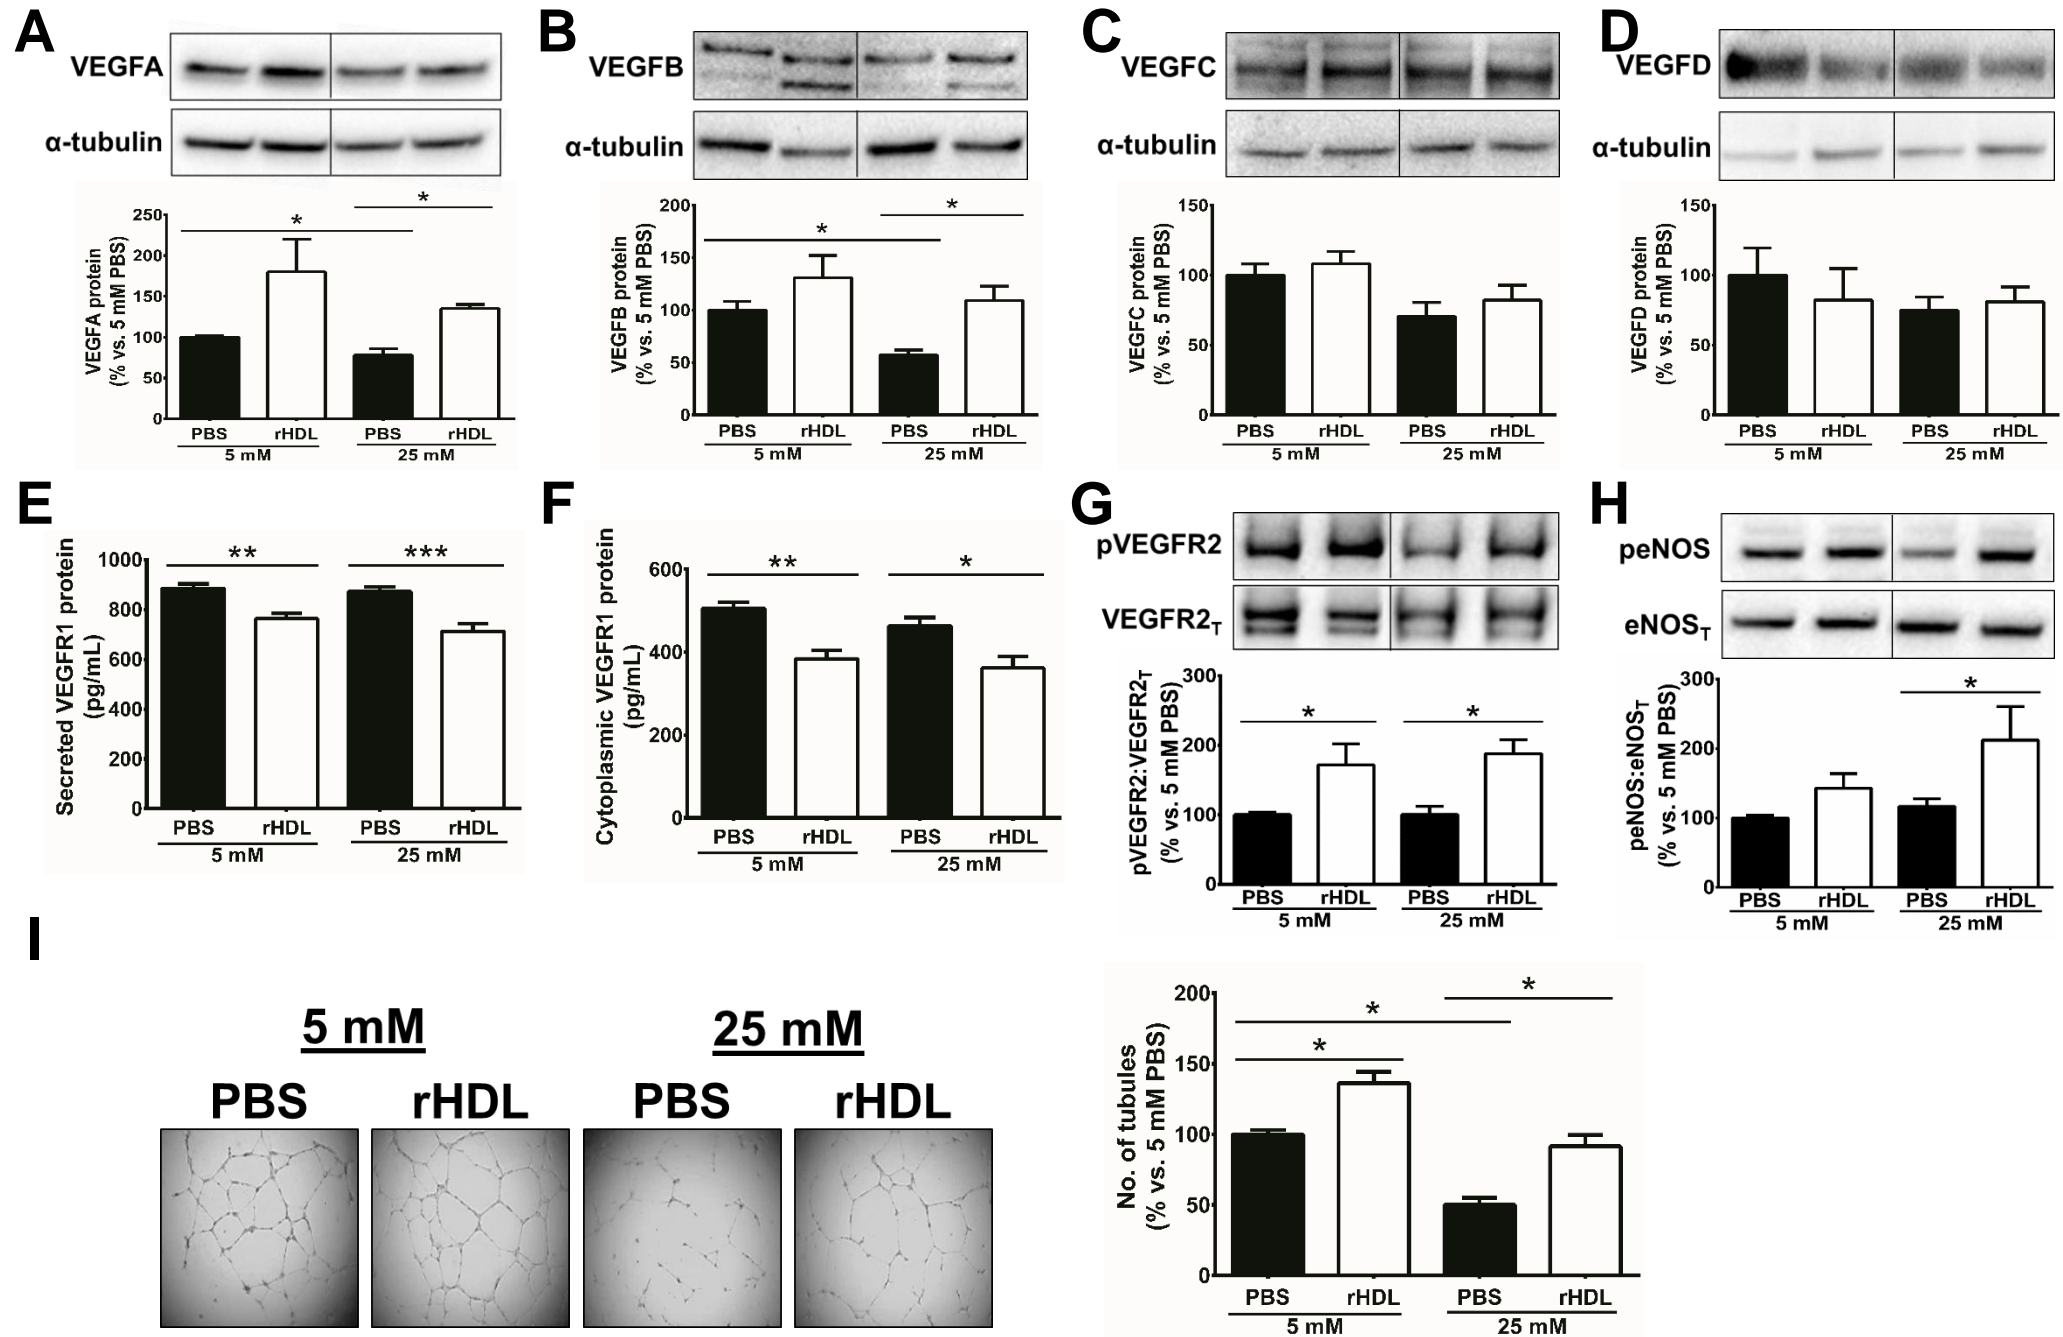 A
VEGFA
α-tubulin
VEGFA protein
(% vs. 5 mM PBS)
250
200
150
100
50
0
*
*
PBS rHDL PBS rHDL
5 mM 25 mM
B
VEGFB
α-tubulin
VEGFB protein
(% vs. 5 mM PBS)
200
150
100
50
0
*
*
PBS rHDL PBS rHDL
5 mM 25 mM
C
VEGFC
α-tubulin
VEGFC protein
(% vs. 5 mM PBS)
150
100
50
0
PBS rHDL PBS rHDL
5 mM 25 mM
D
VEGFD
α-tubulin
VEGFD protein
(% vs. 5 mM PBS)
150
100
50
0
PBS rHDL PBS rHDL
5 mM 25 mM
E
Secreted VEGFR1 protein
(pg/mL)
1000
800
600
400
200
0
** ***
PBS rHDL PBS rHDL
5 mM 25 mM
F
Cytoplasmic VEGFR1 protein
(pg/mL)
600
400
200
0
** *
PBS rHDL PBS rHDL
5 mM 25 mM
G
pVEGFR2
VEGFR2T
pVEGFR2:VEGFR2T
(% vs. 5 mM PBS)
300
200
100
0
* *
PBS rHDL PBS rHDL
5 mM 25 mM
H
peNOS
eNOST
peNOS:eNOST
(% vs. 5 mM PBS)
300
200
100
0
*
PBS rHDL PBS rHDL
5 mM 25 mM
I
5 mM 25 mM
PBS rHDL PBS rHDL
No. of tubules
(% vs. 5 mM PBS)
200
150
100
50
0
*
*
*
PBS rHDL PBS rHDL
5 mM 25 mM